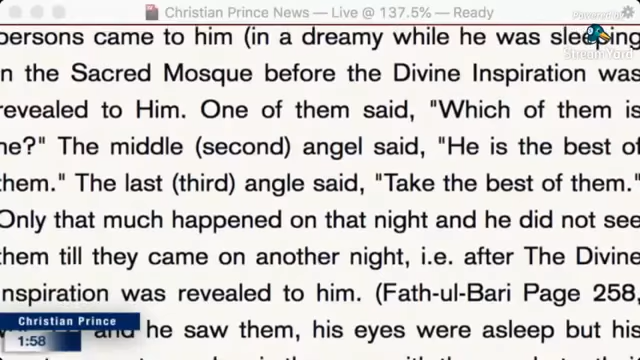 Christian Prince News — Live @ 137.5% — Ready
Powered by
StreamYard
persons came to him (in a dreamy while he was sleeping
in the Sacred Mosque before the Divine Inspiration was
revealed to Him. One of them said, "Which of them is
he?" The middle (second) angel said, "He is the best of
them." The last (third) angle said, "Take the best of them."
Only that much happened on that night and he did not see
them till they came on another night, i.e. after The Divine
Inspiration was revealed to him. (Fath-ul-Bari Page 258,
and he saw them, his eyes were asleep but his
Christian Prince
1:58